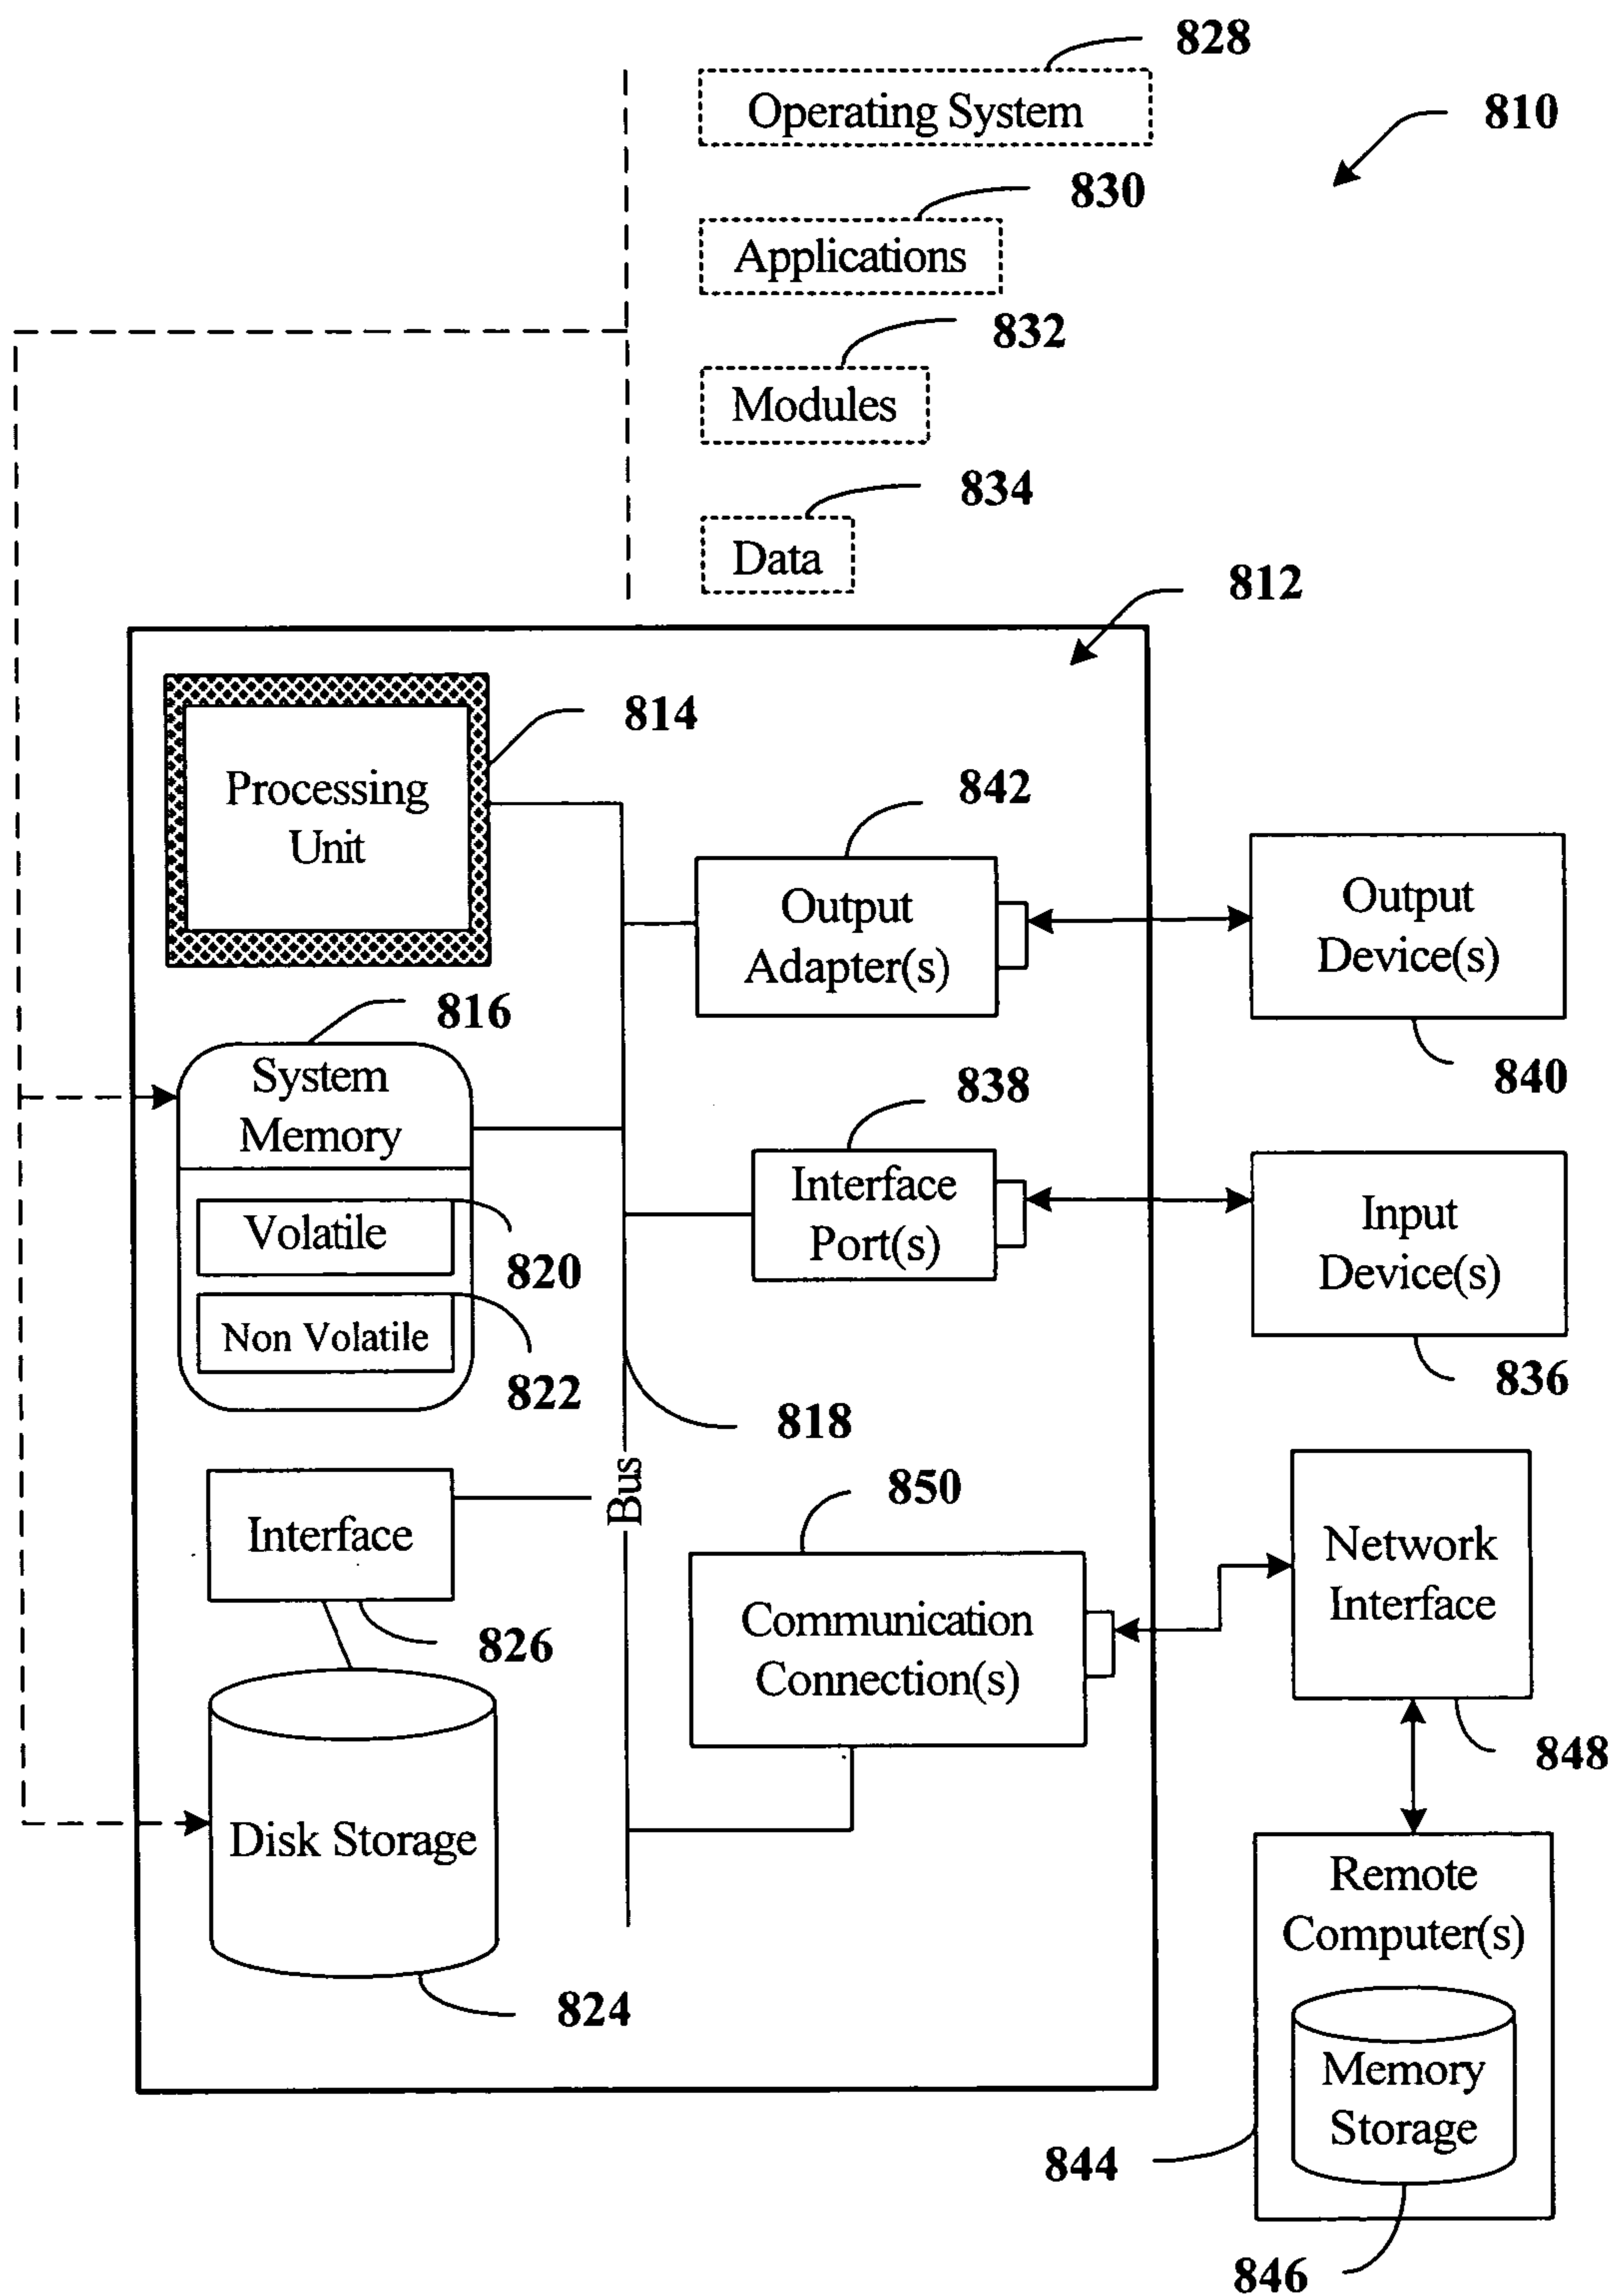 828
Operating System
810
830
Applications
832
Modules
834
Data
812
814
Processing
Unit
842
Output
Adapter(s)
Output
Device(s)
840
816
System
Memory
Volatile
820
Non Volatile
822
838
Interface
Port(s)
Input
Device(s)
836
818
Bus
Interface
826
850
Communication
Connection(s)
Network
Interface
848
Disk Storage
824
Remote
Computer(s)
Memory
Storage
844
846